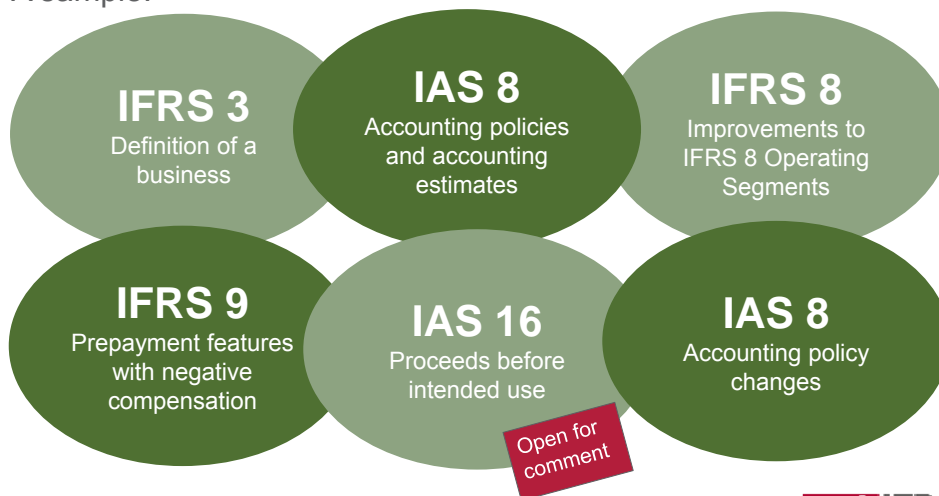 IFRS 3
Definition of a
business
IAS 8
Accounting policies
and accounting
estimates
IFRS 8
Improvements to
IFRS 8 Operating
Segments
IFRS 9
Prepayment features
with negative
compensation
IAS 16
Proceeds before
intended use
Open for
comment
IAS 8
Accounting policy
changes